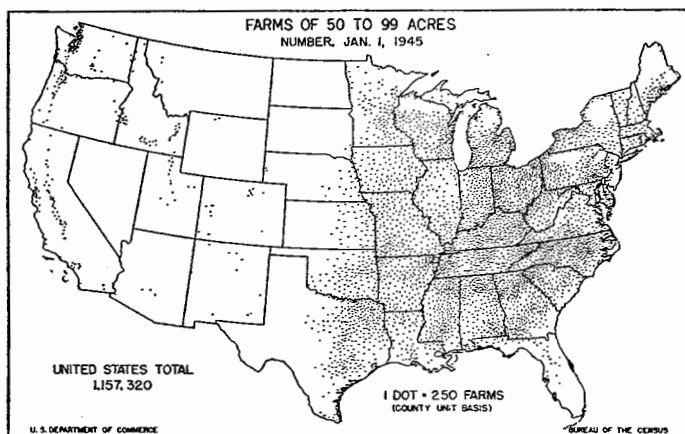 FARMS OF 50 TO 99 ACRES
NUMBER, JAN. 1, 1945
UNITED STATES TOTAL
1,157,320
1 DOT = 250 FARMS
(COUNTY UNIT BASIS)
U. S. DEPARTMENT OF COMMERCE
BUREAU OF THE CENSUS